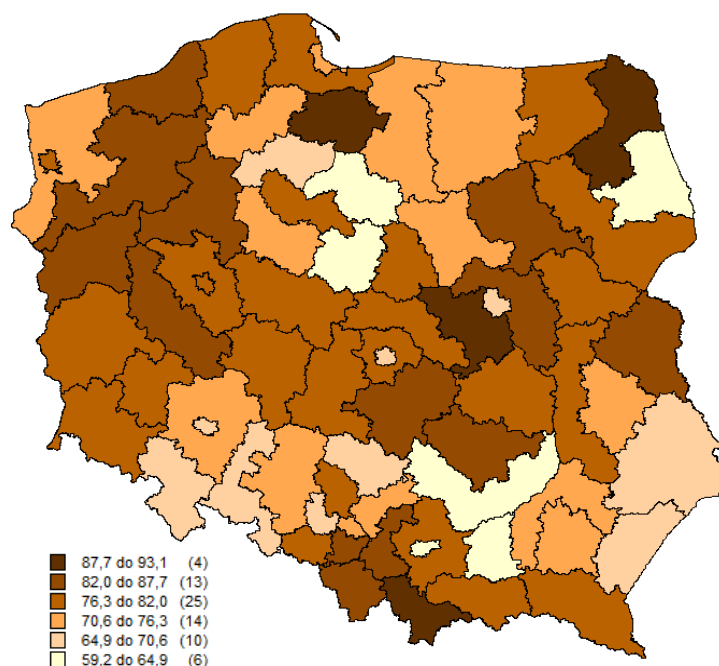 87,7 do 93,1 (4)
82,0 do 87,7 (13)
76,3 do 82,0 (25)
70,6 do 76,3 (14)
64,9 do 70,6 (10)
59,2 do 64,9 (6)